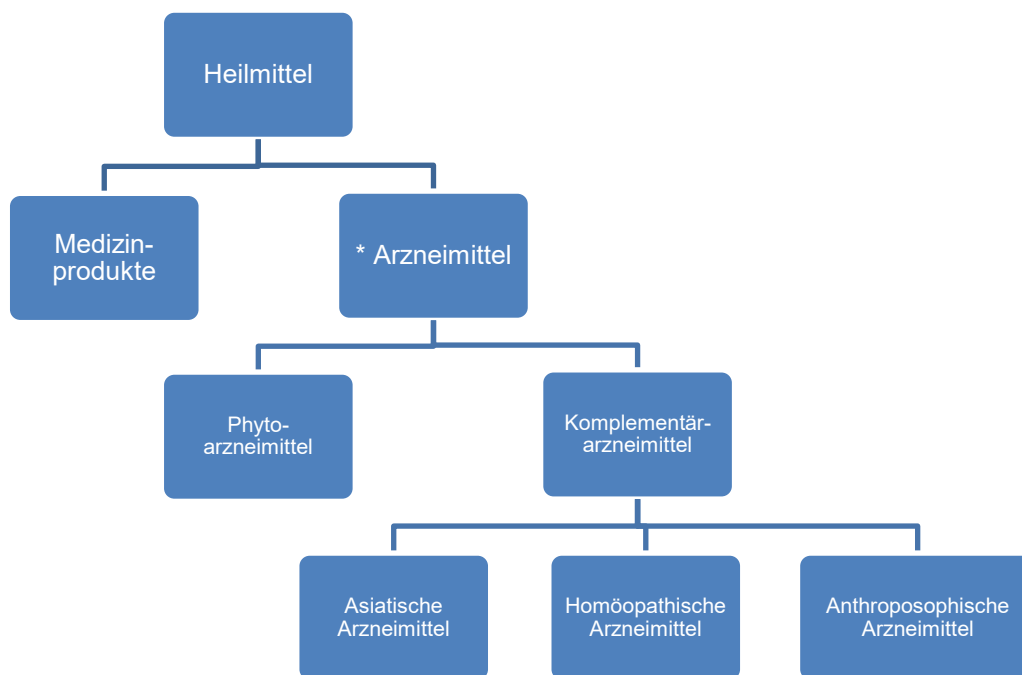 Heilmittel
Medizin-
produkte
* Arzneimittel
Phyto-
arzneimittel
Komplementär-
arzneimittel
Asiatische
Arzneimittel
Homöopathische
Arzneimittel
Anthroposophische
Arzneimittel